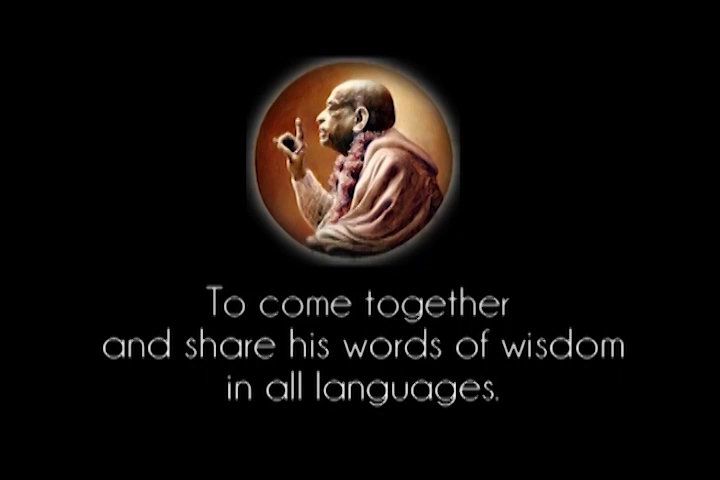 To come together
and share his words of wisdom
in all languages.